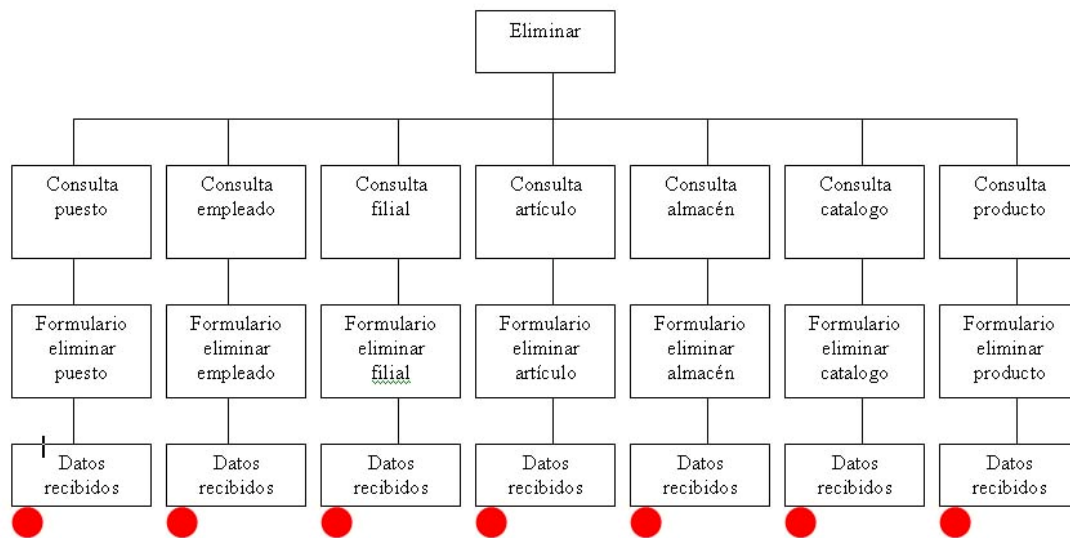 Eliminar
Consulta
puesto
Consulta
empleado
Consulta
filial
Consulta
artículo
Consulta
almacén
Consulta
catalogo
Consulta
producto
Formulario
eliminar
puesto
Formulario
eliminar
empleado
Formulario
eliminar
filial
Formulario
eliminar
artículo
Formulario
eliminar
almacén
Formulario
eliminar
catalogo
Formulario
eliminar
producto
Datos
recibidos
Datos
recibidos
Datos
recibidos
Datos
recibidos
Datos
recibidos
Datos
recibidos
Datos
recibidos